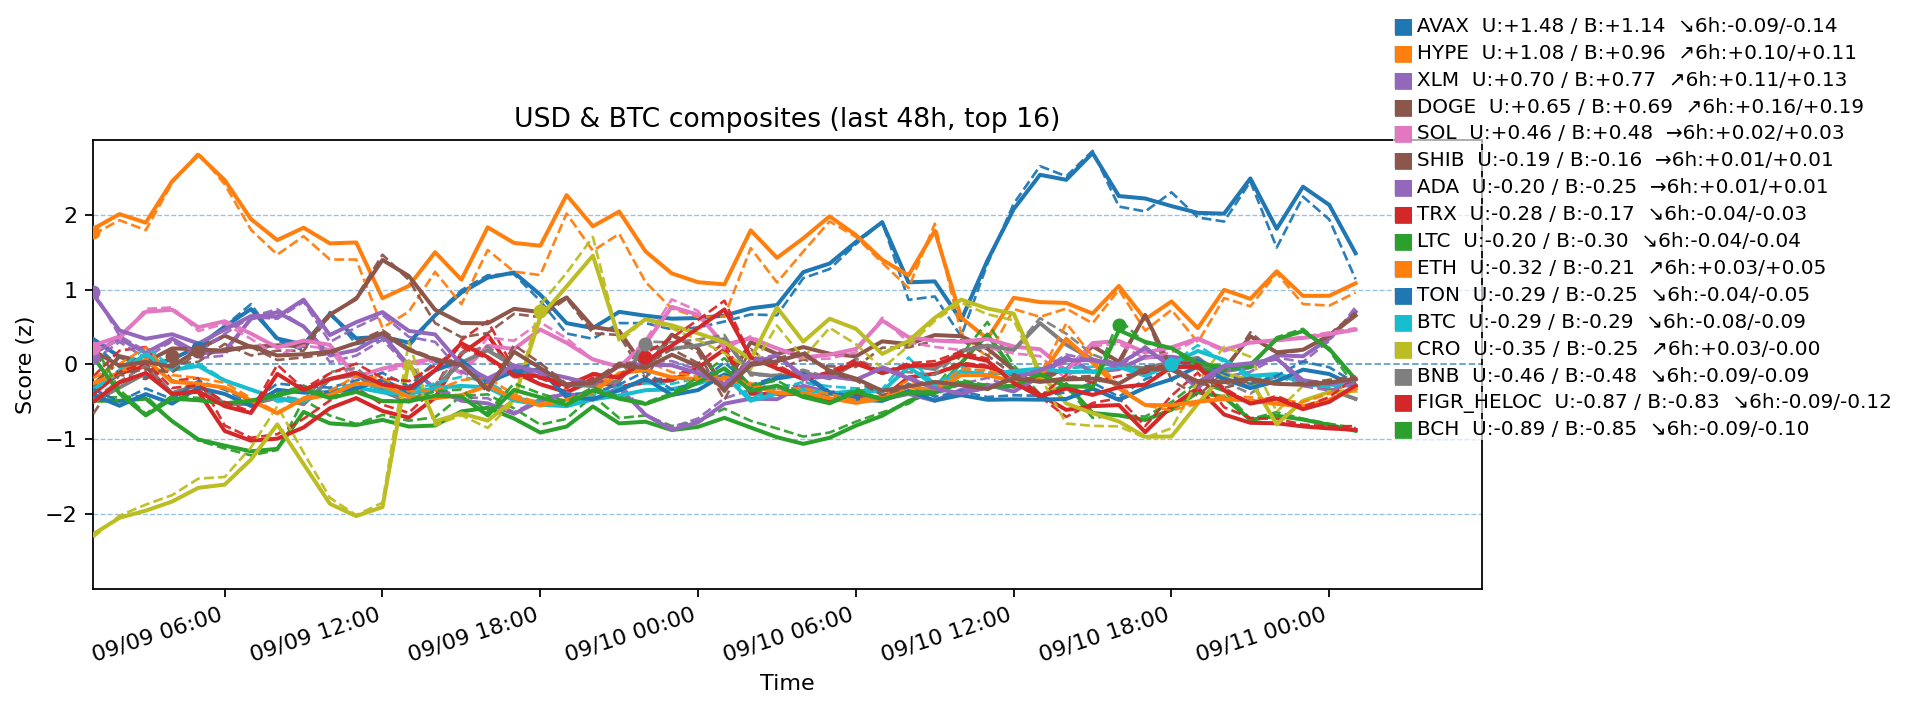 USD & BTC composites (last 48h, top 16)
AVAX  U:+1.48 / B:+1.14  ↘6h:-0.09/-0.14
HYPE  U:+1.08 / B:+0.96  ↗6h:+0.10/+0.11
XLM  U:+0.70 / B:+0.77  ↗6h:+0.11/+0.13
DOGE  U:+0.65 / B:+0.69  ↗6h:+0.16/+0.19
SOL  U:+0.46 / B:+0.48  →6h:+0.02/+0.03
SHIB  U:-0.19 / B:-0.16  →6h:+0.01/+0.01
ADA  U:-0.20 / B:-0.25  →6h:+0.01/+0.01
TRX  U:-0.28 / B:-0.17  ↘6h:-0.04/-0.03
LTC  U:-0.20 / B:-0.30  ↘6h:-0.04/-0.04
ETH  U:-0.32 / B:-0.21  ↗6h:+0.03/+0.05
TON  U:-0.29 / B:-0.25  ↘6h:-0.04/-0.05
BTC  U:-0.29 / B:-0.29  ↘6h:-0.08/-0.09
CRO  U:-0.35 / B:-0.25  ↗6h:+0.03/-0.00
BNB  U:-0.46 / B:-0.48  ↘6h:-0.09/-0.09
FIGR_HELOC  U:-0.87 / B:-0.83  ↘6h:-0.09/-0.12
BCH  U:-0.89 / B:-0.85  ↘6h:-0.09/-0.10
Score (z)
2
1
0
−1
−2
09/09 06:00
09/09 12:00
09/09 18:00
09/10 00:00
09/10 06:00
09/10 12:00
09/10 18:00
09/11 00:00
Time